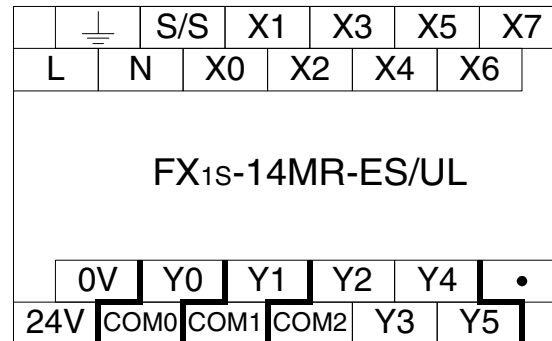 ⏚ S/S X1 X3 X5 X7
L N X0 X2 X4 X6
FX1S-14MR-ES/UL
0V Y0 Y1 Y2 Y4 •
24V COM0 COM1 COM2 Y3 Y5